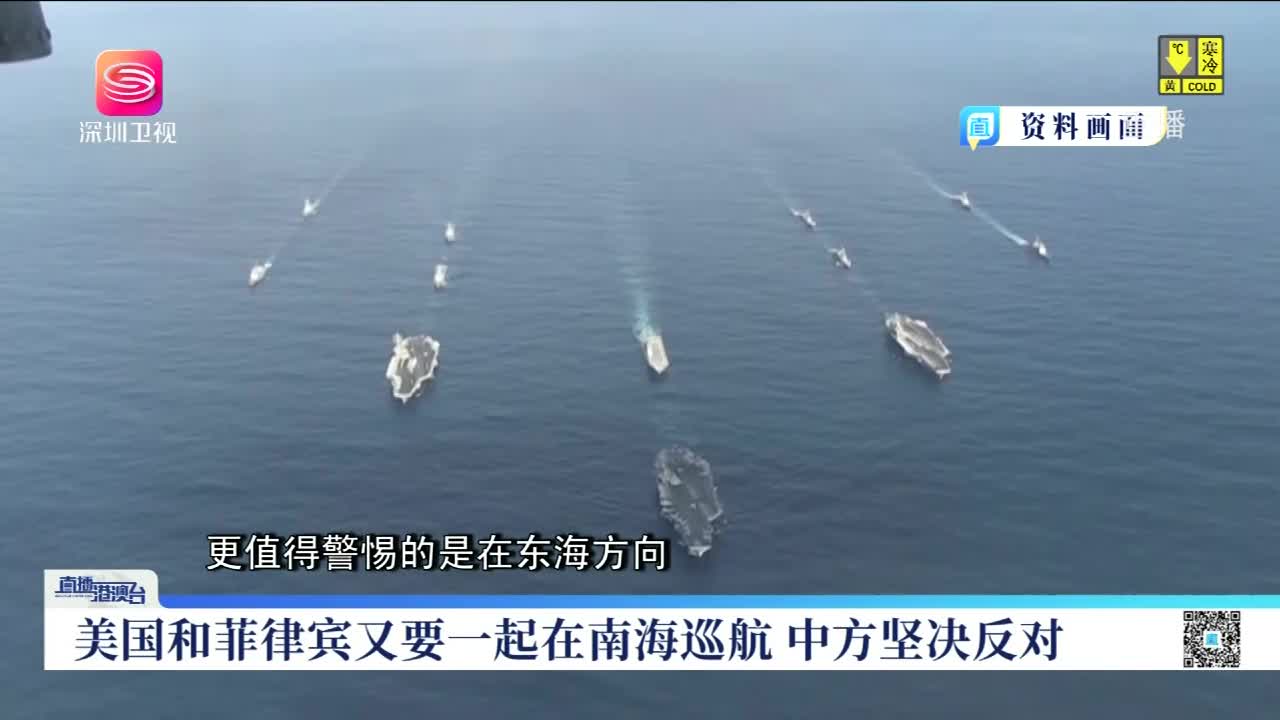 深圳卫视
℃
寒冷
黄 COLD
直 资料画面
播
更值得警惕的是在东海方向
直播港澳台
美国和菲律宾又要一起在南海巡航 中方坚决反对